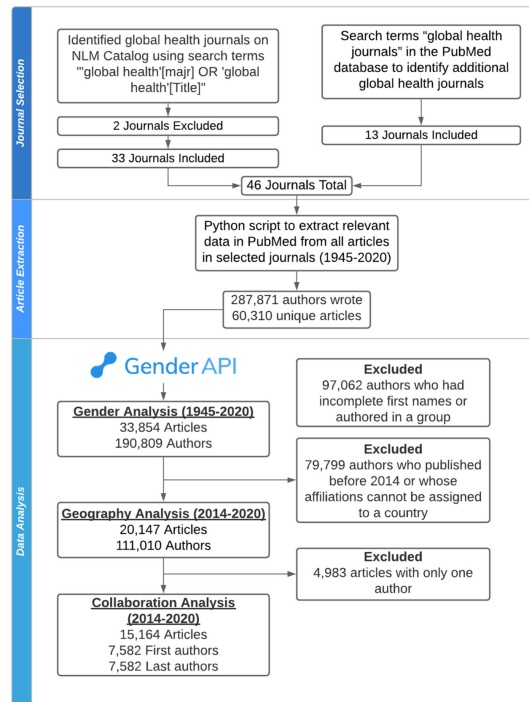 Journal Selection
Identified global health journals on
NLM Catalog using search terms
"'global health'[majr] OR 'global
health'[Title]"
2 Journals Excluded
33 Journals Included
Search terms “global health
journals” in the PubMed
database to identify additional
global health journals
13 Journals Included
46 Journals Total
Article Extraction
Python script to extract relevant
data in PubMed from all articles
in selected journals (1945-2020)
287,871 authors wrote
60,310 unique articles
Data Analysis
GenderAPI
Excluded
97,062 authors who had
incomplete first names or
authored in a group
Gender Analysis (1945-2020)
33,854 Articles
190,809 Authors
Excluded
79,799 authors who published
before 2014 or whose
affiliations cannot be assigned
to a country
Geography Analysis (2014-2020)
20,147 Articles
111,010 Authors
Excluded
4,983 articles with only one
author
Collaboration Analysis
(2014-2020)
15,164 Articles
7,582 First authors
7,582 Last authors